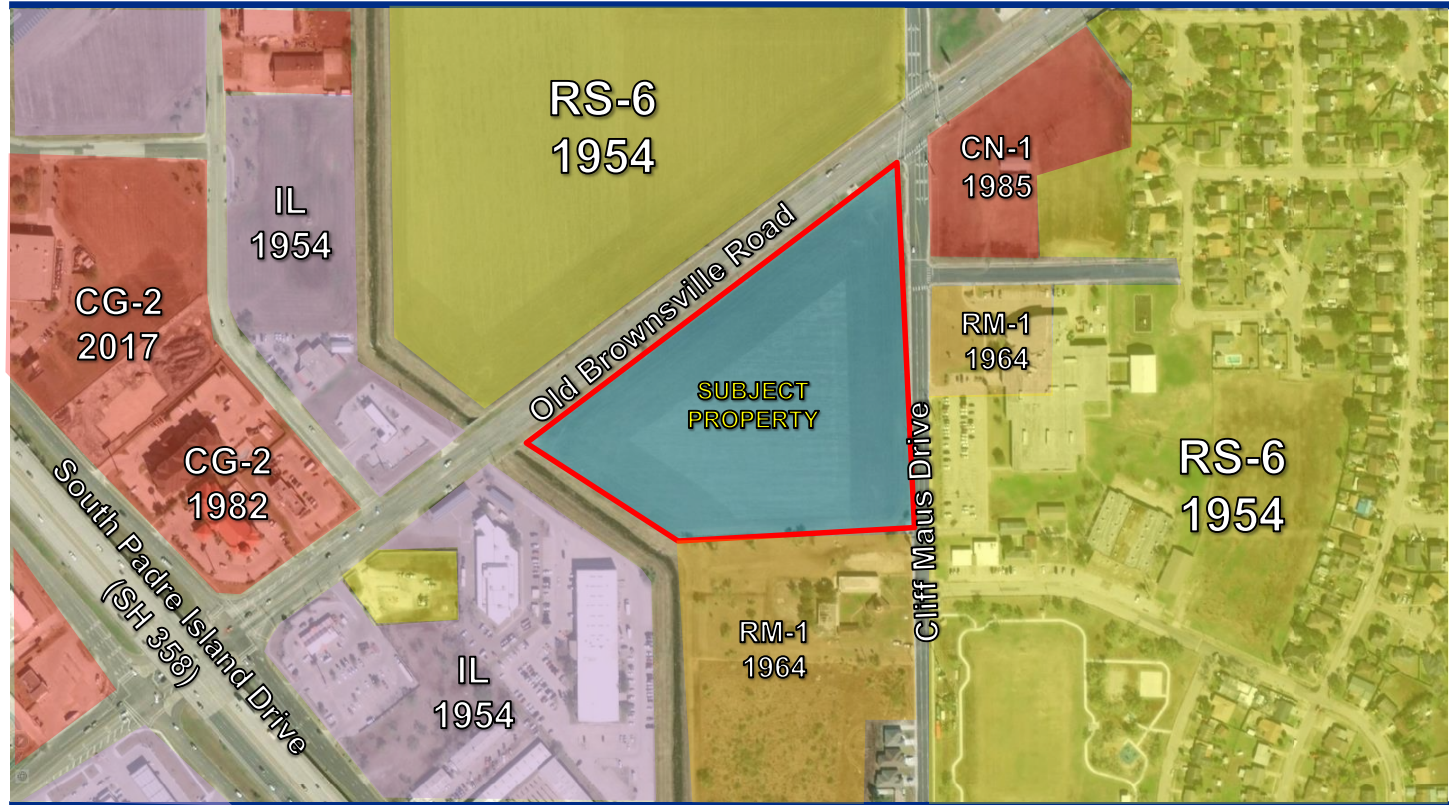 RS-6
1954
CN-1
1985
IL
1954
Old Brownsville Road
CG-2
2017
RM-1
1964
SUBJECT
PROPERTY
CG-2
1982
RS-6
1954
Cliff Maus Drive
South Padre Island Drive
(SH 358)
RM-1
1964
IL
1954